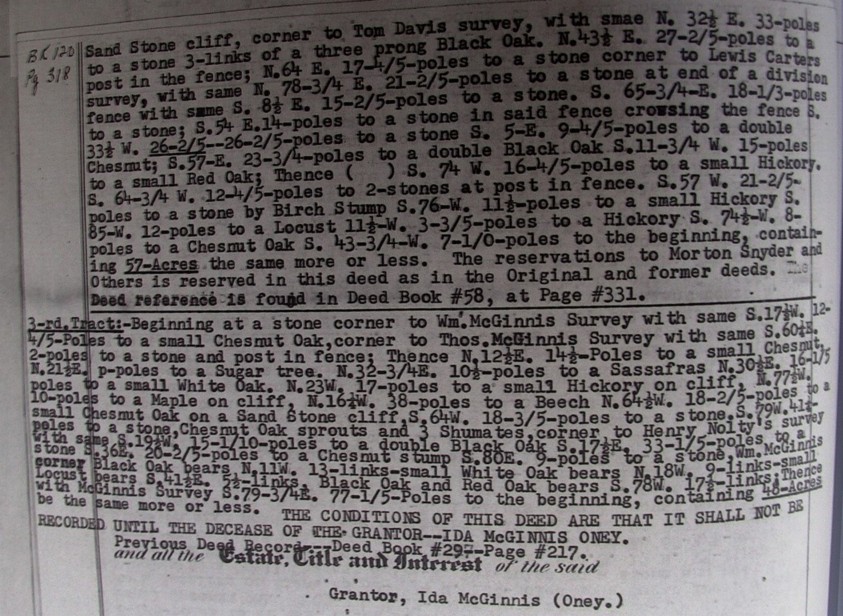 BK 120
Pg 318
Sand Stone cliff, corner to Tom Davis survey, with smae N. 32½ E. 33-poles
to a stone 3-links of a three prong Black Oak. N.43½ E. 27-2/5-poles to a
post in the fence; N.64 E. 17-4/5-poles to a stone corner to Lewis Carters
survey, with same N. 78-3/4 E. 21-2/5-poles to a stone at end of a division
fence with same S. 8½ E. 15-2/5-poles to a stone. S. 65-3/4-E. 18-1/3-poles
to a stone; S.54 E.14-poles to a stone in said fence crowsing the fence S.
33½ W. 26-2/5--26-2/5-poles to a stone S. 5-E. 9-4/5-poles to a double
Chesnut; S.57-E. 23-3/4-poles to a double Black Oak S.11-3/4 W. 15-poles
to a small Red Oak; Thence ( ) S. 74 W. 16-4/5-poles to a small Hickory.
S. 64-3/4 W. 12-4/5-poles to 2-stones at post in fence. S.57 W. 21-2/5-
poles to a stone by Birch Stump S.76-W. 11½-poles to a small Hickory S.
85-W. 12-poles to a Locust 11½-W. 3-3/5-poles to a Hickory S. 74½-W. 8-
poles to a Chesnut Oak S. 43-3/4-W. 7-1/0-poles to the beginning, contain-
ing 57-Acres the same more or less. The reservations to Morton Snyder and
Others is reserved in this deed as in the Original and former deeds. The
Deed reference is found in Deed Book #58, at Page #331.
3-rd.Tract:-Beginning at a stone corner to Wm.McGinnis Survey with same S.17½W. 12-
4/5-Poles to a small Chesnut Oak,corner to Thos.McGinnis Survey with same S.60½E.
2-poles to a stone and post in fence; Thence N.12½E. 14½-Poles to a small Chesnut,
N.21½E. p-poles to a Sugar tree. N.32-3/4E. 10½-poles to a Sassafras N.30½E. 16-1/5
poles to a small White Oak. N.23W. 17-poles to a small Hickory on cliff, N.77½W.
10-poles to a Maple on cliff, N.16½W. 38-poles to a Beech N.64½W. 18-2/5-poles to a
small Chesnut Oak on a Sand Stone cliff,S.64W. 18-3/5-poles to a stone,S.79W.41½-
poles to a stone,Chesnut Oak sprouts and 3 Shumates,corner to Henry Nolty's survey
with same S.19½W. 15-1/10-poles to a double Black Oak S.17½E. 33-1/5-poles to a
stone S.36E. 20-2/5-poles to a Chesnut stump S.80E. 9-poles to a stone,Wm.McGinnis
corner Black Oak bears N.11W. 13-links-small White Oak bears N.18W. 9-links-small
Locust bears S.41½E. 5½-links, Black Oak and Red Oak bears S.78W. 17½-links;Thence
with McGinnis Survey S.79-3/4E. 77-1/5-Poles to the beginning, containing 48-Acres
be the same more or less. THE CONDITIONS OF THIS DEED ARE THAT IT SHALL NOT BE
RECORDED UNTIL THE DECEASE OF THE GRANTOR--IDA McGINNIS ONEY.
Previous Deed Record---Deed Book #297-Page #217.
and all the Estate, Title and Interest of the said
Grantor, Ida McGinnis (Oney.)